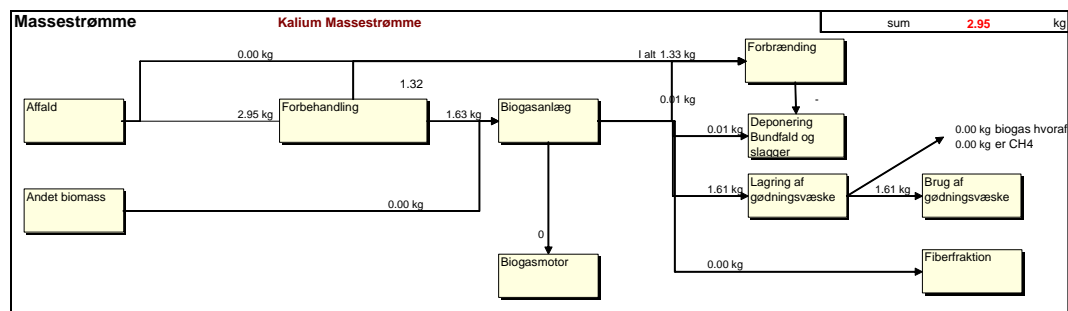 Massestrømme
Kalium Massestrømme
sum 2.95 kg
0.00 kg
I alt 1.33 kg
Forbrænding
1.32
Affald
2.95 kg
Forbehandling
1.63 kg
Biogasanlæg
0.01 kg
-
0.01 kg
Deponering
Bundfald og
slagger
0.00 kg biogas hvoraf
0.00 kg er CH4
Andet biomass
0.00 kg
1.61 kg
Lagring af
gødningsvæske
1.61 kg
Brug af
gødningsvæske
0
Biogasmotor
0.00 kg
Fiberfraktion